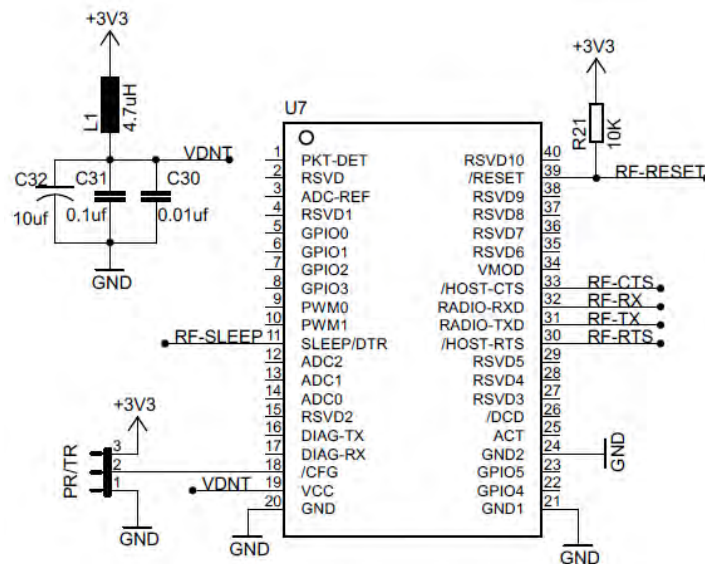 +3V3
L1
4.7uH
VDNT
C32
C31
C30
10uf
0.1uf
0.01uf
GND
U7
+3V3
R21
10K
RF-RESET
1 PKT-DET
2 RSVD
3 ADC-REF
4 RSVD1
5 GPIO0
6 GPIO1
7 GPIO2
8 GPIO3
9 PWM0
10 PWM1
RF-SLEEP 11 SLEEP/DTR
12 ADC2
13 ADC1
14 ADC0
15 RSVD2
16 DIAG-TX
17 DIAG-RX
18 /CFG
VDNT 19 VCC
20 GND
RSVD10 40
/RESET 39
RSVD9 38
RSVD8 37
RSVD7 36
RSVD6 35
VMOD 34
/HOST-CTS 33 RF-CTS
RADIO-RXD 32 RF-RX
RADIO-TXD 31 RF-TX
/HOST-RTS 30 RF-RTS
RSVD5 29
RSVD4 28
RSVD3 27
/DCD 26
ACT 25
GND2 24 GND
GPIO5 23
GPIO4 22
GND1 21
+3V3
PR/TR
3
2
1
GND
GND
GND